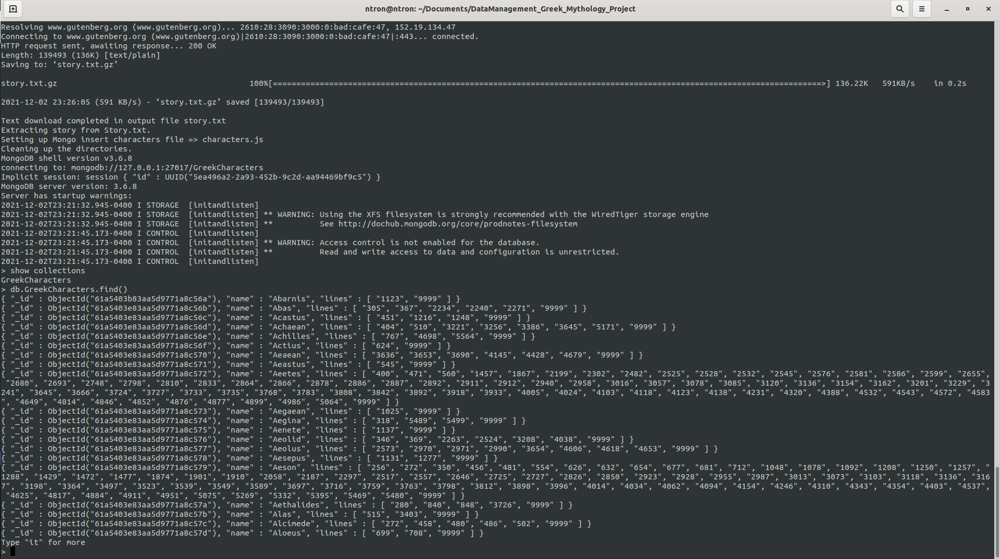 ntron@ntron: ~/Documents/DataManagement_Greek_Mythology_Project
Resolving www.gutenberg.org (www.gutenberg.org)... 2610:28:3090:3000:0:bad:cafe:47, 152.19.134.47
Connecting to www.gutenberg.org (www.gutenberg.org)|2610:28:3090:3000:0:bad:cafe:47|:443... connected.
HTTP request sent, awaiting response... 200 OK
Length: 139493 (136K) [text/plain]
Saving to: ‘story.txt.gz’
story.txt.gz 100%[=====================================================================================================================>] 136.22K 591KB/s in 0.2s
2021-12-02 23:26:05 (591 KB/s) - ‘story.txt.gz’ saved [139493/139493]
Text download completed in output file story.txt
Extracting story from Story.txt.
Setting up Mongo insert characters file => characters.js
Cleaning up the directories.
MongoDB shell version v3.6.8
connecting to: mongodb://127.0.0.1:27017/GreekCharacters
Implicit session: session { "id" : UUID("5ea496a2-2a93-452b-9c2d-aa94469bf9c5") }
MongoDB server version: 3.6.8
Server has startup warnings:
2021-12-02T23:21:32.945-0400 I STORAGE  [initandlisten]
2021-12-02T23:21:32.945-0400 I STORAGE  [initandlisten] ** WARNING: Using the XFS filesystem is strongly recommended with the WiredTiger storage engine
2021-12-02T23:21:32.945-0400 I STORAGE  [initandlisten] **          See http://dochub.mongodb.org/core/prodnotes-filesystem
2021-12-02T23:21:45.173-0400 I CONTROL  [initandlisten]
2021-12-02T23:21:45.173-0400 I CONTROL  [initandlisten] ** WARNING: Access control is not enabled for the database.
2021-12-02T23:21:45.173-0400 I CONTROL  [initandlisten] **          Read and write access to data and configuration is unrestricted.
2021-12-02T23:21:45.173-0400 I CONTROL  [initandlisten]
> show collections
GreekCharacters
> db.GreekCharacters.find()
{ "_id" : ObjectId("61a5403b83aa5d9771a8c56a"), "name" : "Abarnis", "lines" : [ "1123", "9999" ] }
{ "_id" : ObjectId("61a5403e83aa5d9771a8c56b"), "name" : "Abas", "lines" : [ "305", "367", "2234", "2240", "2271", "9999" ] }
{ "_id" : ObjectId("61a5403e83aa5d9771a8c56c"), "name" : "Acastus", "lines" : [ "451", "1216", "1248", "9999" ] }
{ "_id" : ObjectId("61a5403e83aa5d9771a8c56d"), "name" : "Achaean", "lines" : [ "404", "510", "3221", "3256", "3386", "3645", "5171", "9999" ] }
{ "_id" : ObjectId("61a5403e83aa5d9771a8c56e"), "name" : "Achilles", "lines" : [ "767", "4698", "5564", "9999" ] }
{ "_id" : ObjectId("61a5403e83aa5d9771a8c56f"), "name" : "Actius", "lines" : [ "624", "9999" ] }
{ "_id" : ObjectId("61a5403e83aa5d9771a8c570"), "name" : "Aeaean", "lines" : [ "3636", "3653", "3690", "4145", "4428", "4679", "9999" ] }
{ "_id" : ObjectId("61a5403e83aa5d9771a8c571"), "name" : "Aeastus", "lines" : [ "545", "9999" ] }
{ "_id" : ObjectId("61a5403e83aa5d9771a8c572"), "name" : "Aeetes", "lines" : [ "400", "471", "560", "1457", "1867", "2199", "2302", "2482", "2525", "2528", "2532", "2545", "2576", "2581", "2586", "2599", "2655",
"2680", "2693", "2748", "2798", "2810", "2833", "2864", "2866", "2878", "2886", "2887", "2892", "2911", "2912", "2940", "2958", "3016", "3057", "3078", "3085", "3120", "3136", "3154", "3162", "3201", "3229", "3
241", "3645", "3666", "3724", "3727", "3733", "3735", "3768", "3783", "3808", "3842", "3892", "3918", "3933", "4005", "4024", "4103", "4118", "4123", "4138", "4231", "4320", "4388", "4532", "4543", "4572", "4583
", "4649", "4814", "4846", "4852", "4876", "4877", "4899", "4986", "5064", "9999" ] }
{ "_id" : ObjectId("61a5403e83aa5d9771a8c573"), "name" : "Aegaean", "lines" : [ "1025", "9999" ] }
{ "_id" : ObjectId("61a5403e83aa5d9771a8c574"), "name" : "Aegina", "lines" : [ "318", "5489", "5499", "9999" ] }
{ "_id" : ObjectId("61a5403e83aa5d9771a8c575"), "name" : "Aenete", "lines" : [ "1137", "9999" ] }
{ "_id" : ObjectId("61a5403e83aa5d9771a8c576"), "name" : "Aeolid", "lines" : [ "346", "369", "2263", "2524", "3208", "4038", "9999" ] }
{ "_id" : ObjectId("61a5403e83aa5d9771a8c577"), "name" : "Aeolus", "lines" : [ "2573", "2970", "2971", "2990", "3654", "4606", "4618", "4653", "9999" ] }
{ "_id" : ObjectId("61a5403e83aa5d9771a8c578"), "name" : "Aesepus", "lines" : [ "1131", "1277", "9999" ] }
{ "_id" : ObjectId("61a5403e83aa5d9771a8c579"), "name" : "Aeson", "lines" : [ "256", "272", "350", "456", "481", "554", "626", "632", "654", "677", "681", "712", "1048", "1078", "1092", "1208", "1250", "1257", "
1288", "1429", "1472", "1477", "1874", "1901", "1910", "2058", "2187", "2297", "2517", "2557", "2646", "2725", "2727", "2826", "2850", "2923", "2928", "2955", "2987", "3013", "3073", "3103", "3118", "3136", "316
7", "3198", "3364", "3497", "3523", "3539", "3549", "3589", "3697", "3716", "3759", "3763", "3798", "3812", "3898", "3996", "4014", "4034", "4062", "4094", "4154", "4246", "4310", "4343", "4354", "4403", "4537",
"4625", "4817", "4884", "4911", "4951", "5075", "5269", "5332", "5395", "5469", "5480", "9999" ] }
{ "_id" : ObjectId("61a5403e83aa5d9771a8c57a"), "name" : "Aethalides", "lines" : [ "280", "840", "848", "3726", "9999" ] }
{ "_id" : ObjectId("61a5403e83aa5d9771a8c57b"), "name" : "Alas", "lines" : [ "515", "3403", "9999" ] }
{ "_id" : ObjectId("61a5403e83aa5d9771a8c57c"), "name" : "Alcimede", "lines" : [ "272", "458", "480", "486", "502", "9999" ] }
{ "_id" : ObjectId("61a5403e83aa5d9771a8c57d"), "name" : "Aloeus", "lines" : [ "699", "708", "9999" ] }
Type "it" for more
>